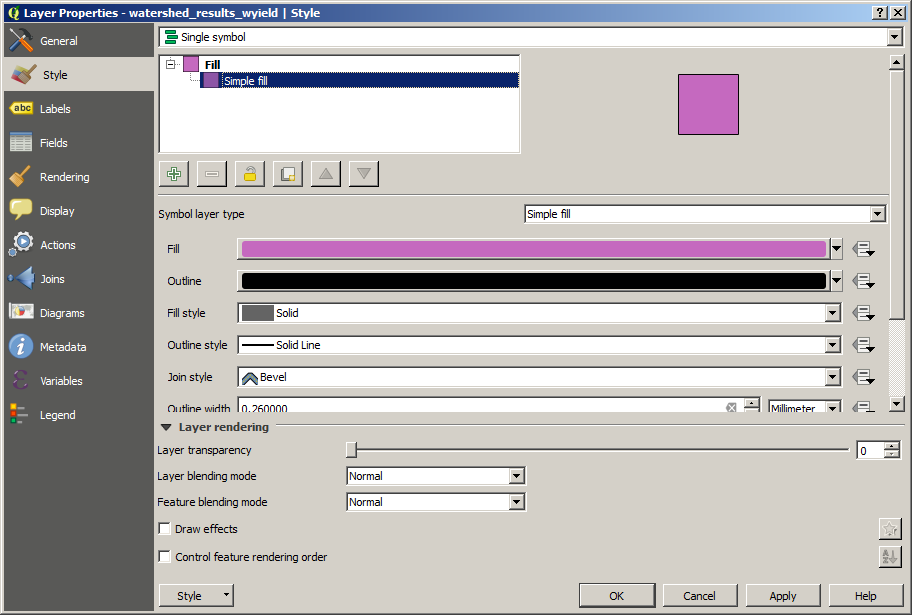 Layer Properties - watershed_results_wyield | Style
General
Style
Labels
Fields
Rendering
Display
Actions
Joins
Diagrams
Metadata
Variables
Legend
abc
Single symbol
Fill
Simple fill
Symbol layer type
Simple fill
Fill
Outline
Fill style
Solid
Outline style
Solid Line
Join style
Bevel
Outline width
0.260000
Millimeter
Layer rendering
Layer transparency
0
Layer blending mode
Normal
Feature blending mode
Normal
Draw effects
Control feature rendering order
Style
OK
Cancel
Apply
Help